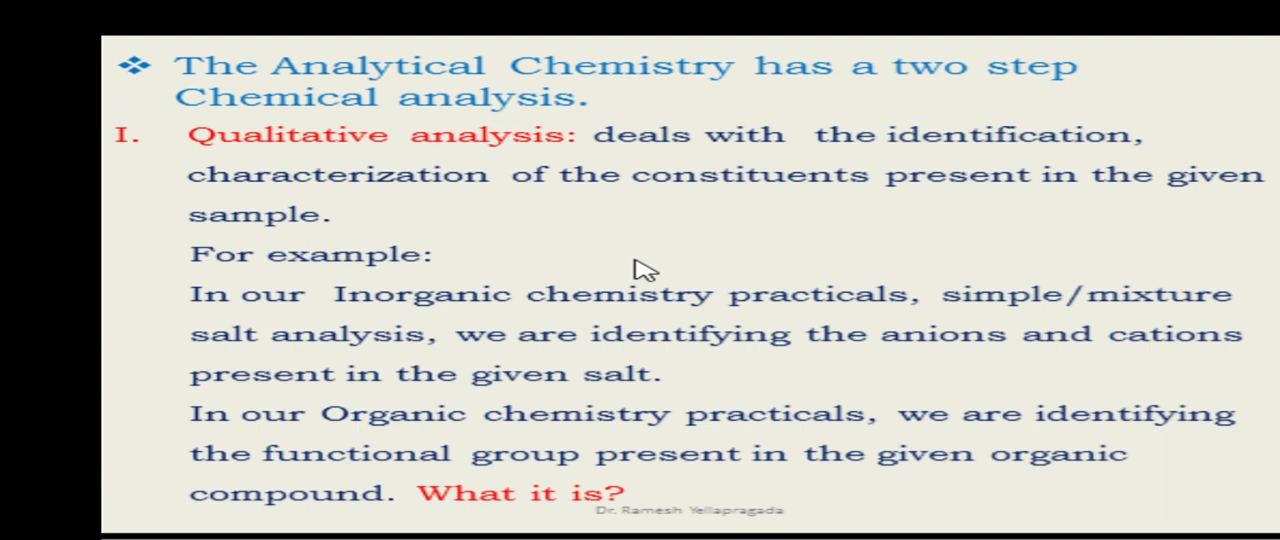 ❖ The Analytical Chemistry has a two step
Chemical analysis.
I. Qualitative analysis: deals with the identification,
characterization of the constituents present in the given
sample.
For example:
In our Inorganic chemistry practicals, simple/mixture
salt analysis, we are identifying the anions and cations
present in the given salt.
In our Organic chemistry practicals, we are identifying
the functional group present in the given organic
compound. What it is?
Dr. Ramesh Yellapragada